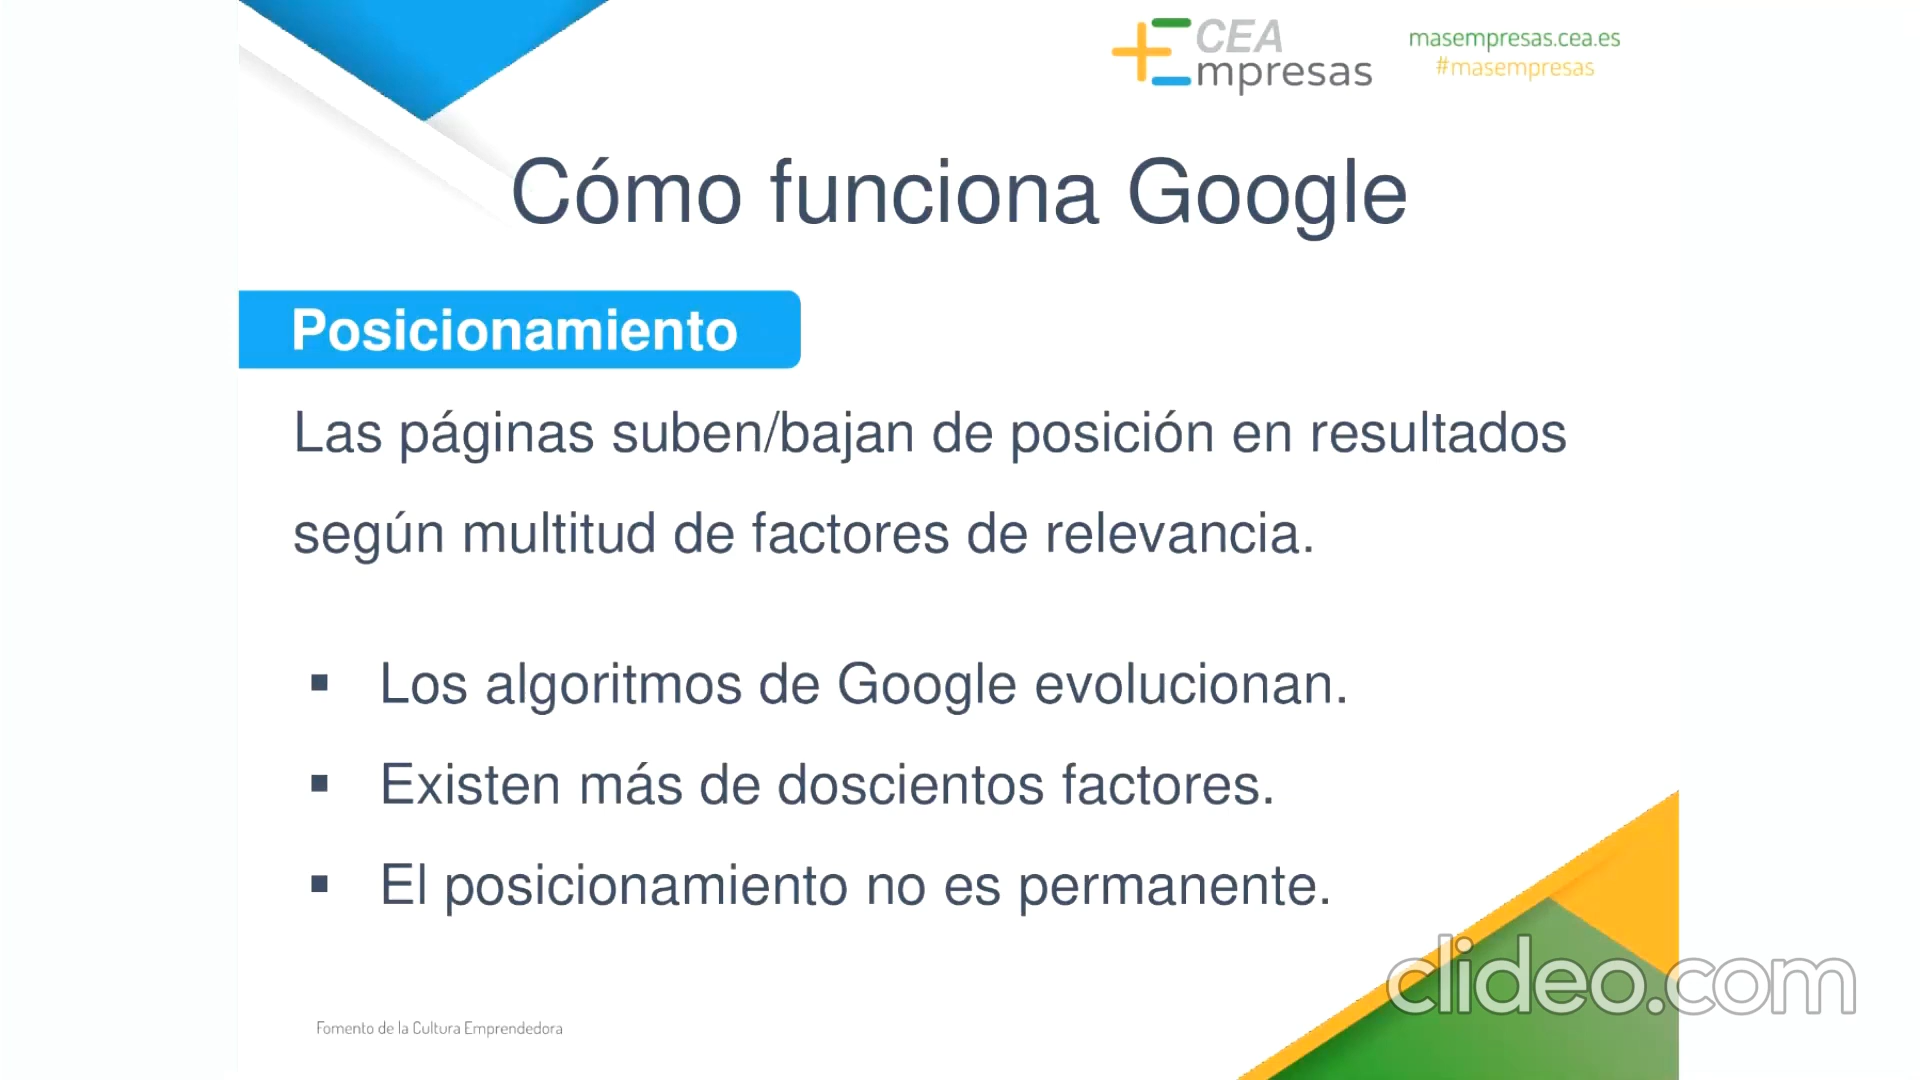 CEA
Empresas
masempresas.cea.es
#masempresas
Cómo funciona Google
Posicionamiento
Las páginas suben/bajan de posición en resultados
según multitud de factores de relevancia.
▪ Los algoritmos de Google evolucionan.
▪ Existen más de doscientos factores.
▪ El posicionamiento no es permanente.
clideo.com
Fomento de la Cultura Emprendedora